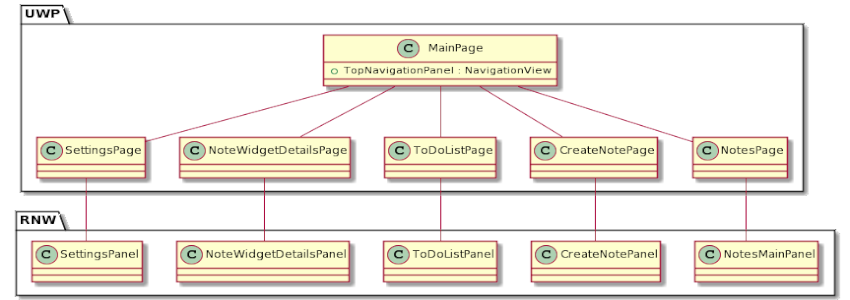 UWP
C MainPage
TopNavigationPanel : NavigationView
C SettingsPage
C NoteWidgetDetailsPage
C ToDoListPage
C CreateNotePage
C NotesPage
RNW
C SettingsPanel
C NoteWidgetDetailsPanel
C ToDoListPanel
C CreateNotePanel
C NotesMainPanel